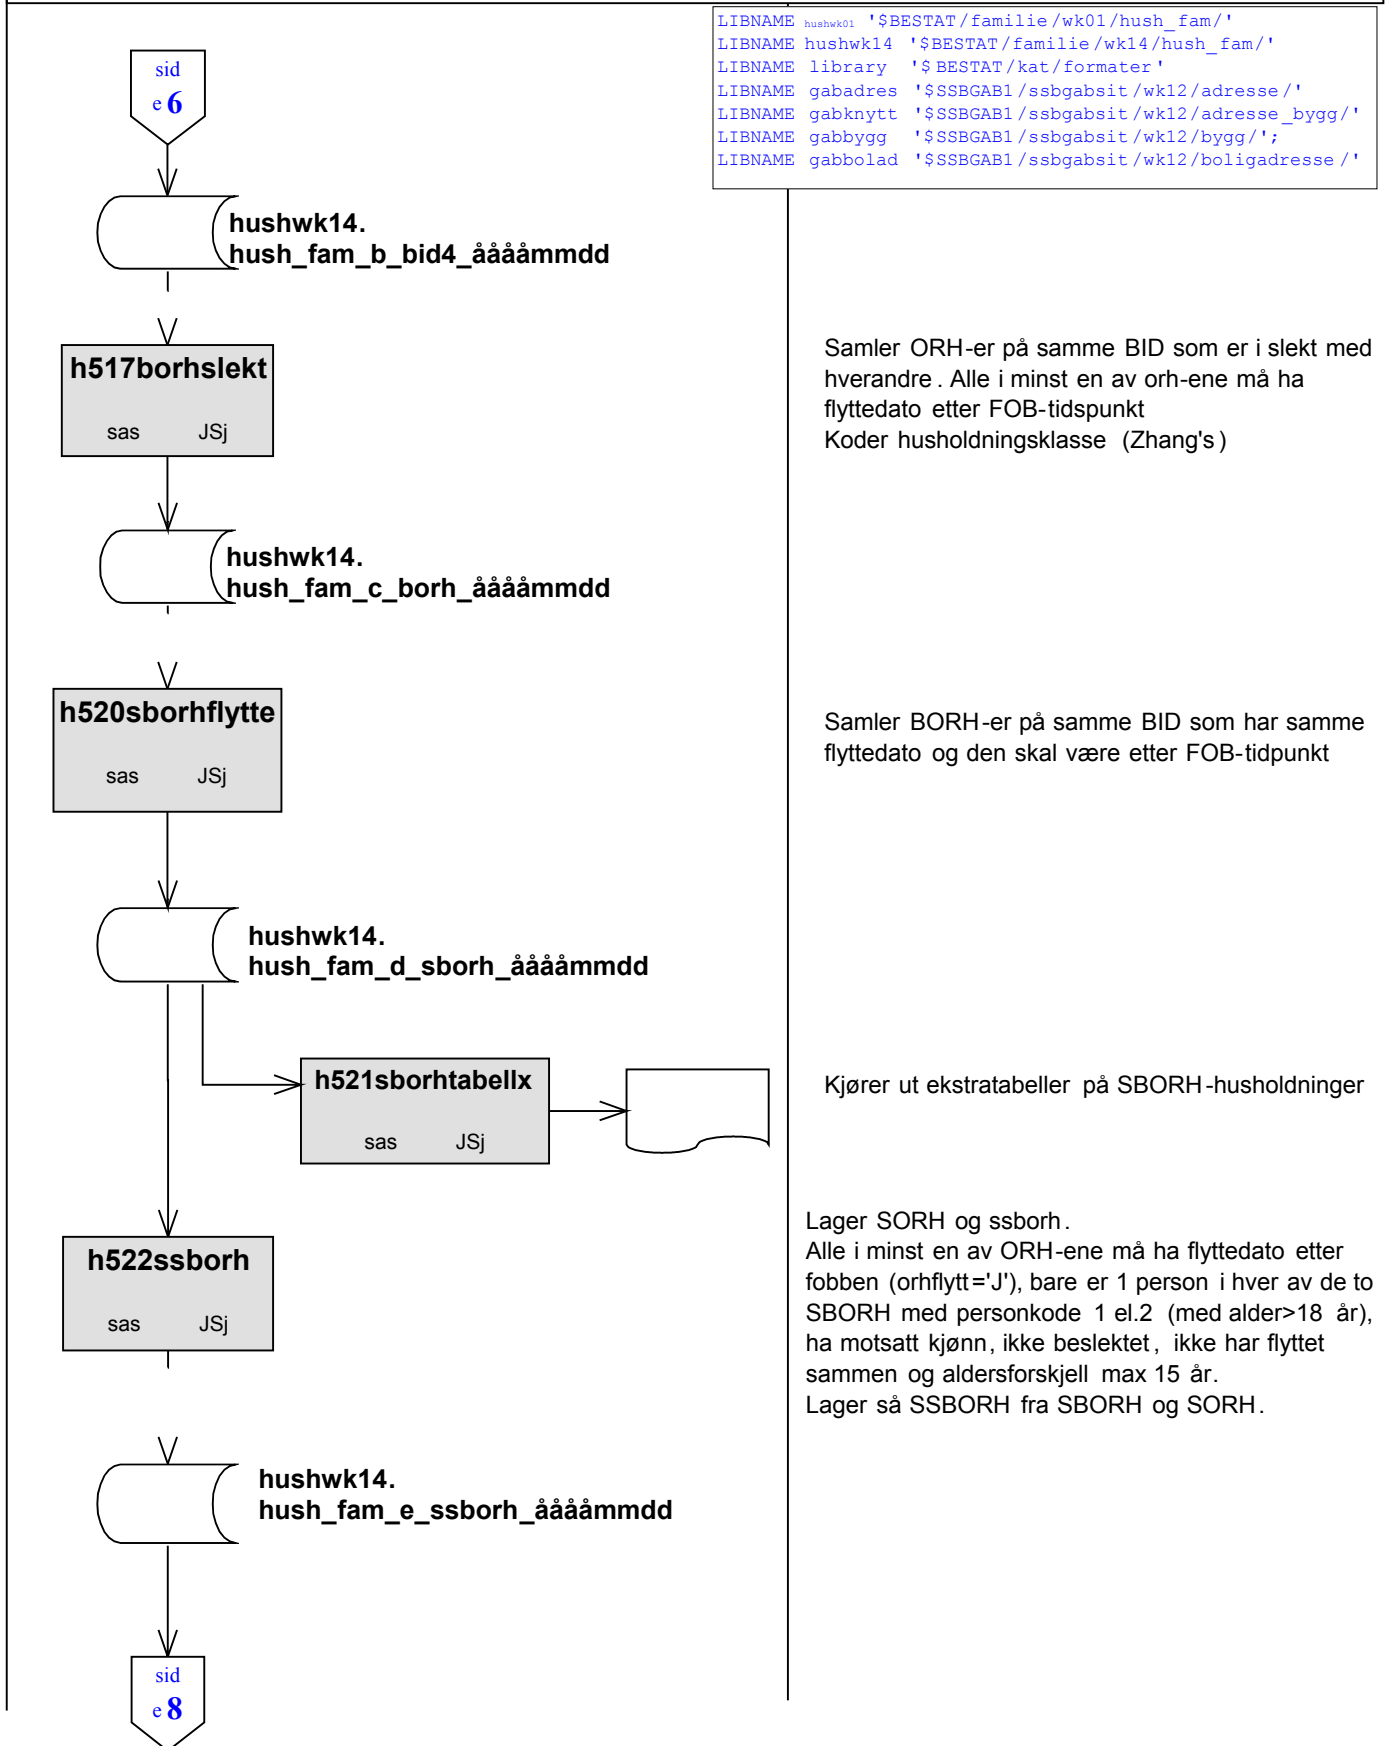 LIBNAME hushwk01 '$BESTAT/familie/wk01/hush_fam/'
LIBNAME hushwk14 '$BESTAT/familie/wk14/hush_fam/'
LIBNAME library '$BESTAT/kat/formater'
LIBNAME gabadres '$SSBGAB1/ssbgabsit/wk12/adresse/'
LIBNAME gabknytt '$SSBGAB1/ssbgabsit/wk12/adresse_bygg/'
LIBNAME gabbygg '$SSBGAB1/ssbgabsit/wk12/bygg/';
LIBNAME gabbolad '$SSBGAB1/ssbgabsit/wk12/boligadresse/'
sid
e 6
hushwk14.
hush_fam_b_bid4_ååååmmdd
h517borhslekt
sas JSj
Samler ORH-er på samme BID som er i slekt med
hverandre. Alle i minst en av orh-ene må ha
flyttedato etter FOB-tidspunkt
Koder husholdningsklasse (Zhang's)
hushwk14.
hush_fam_c_borh_ååååmmdd
h520sborhflytte
sas JSj
Samler BORH-er på samme BID som har samme
flyttedato og den skal være etter FOB-tidpunkt
hushwk14.
hush_fam_d_sborh_ååååmmdd
h521sborhtabellx
sas JSj
Kjører ut ekstratabeller på SBORH-husholdninger
h522ssborh
sas JSj
Lager SORH og ssborh.
Alle i minst en av ORH-ene må ha flyttedato etter
fobben (orhflytt='J'), bare er 1 person i hver av de to
SBORH med personkode 1 el.2 (med alder>18 år),
ha motsatt kjønn, ikke beslektet, ikke har flyttet
sammen og aldersforskjell max 15 år.
Lager så SSBORH fra SBORH og SORH.
hushwk14.
hush_fam_e_ssborh_ååååmmdd
sid
e 8